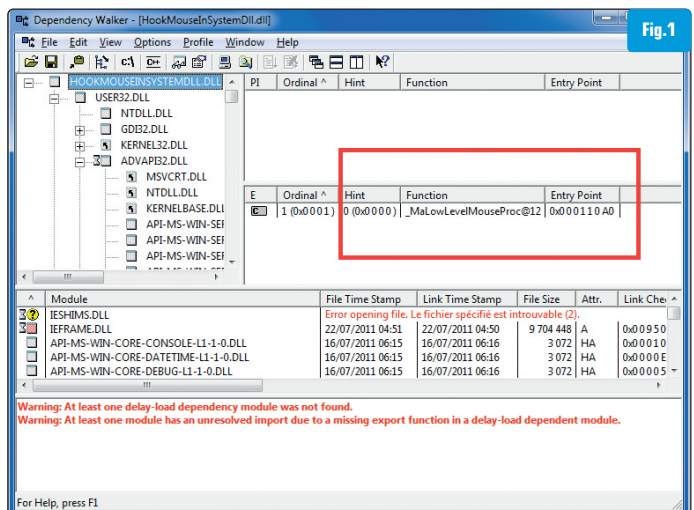 Dependency Walker - [HookMouseInSystemDll.dll]
Fig.1
File Edit View Options Profile Window Help
c:\ C++
HOOKMOUSEINSYSTEMDLL.DLL
USER32.DLL
NTDLL.DLL
GDI32.DLL
KERNEL32.DLL
ADVAPI32.DLL
MSVCRT.DLL
NTDLL.DLL
KERNELBASE.DLL
API-MS-WIN-SE
API-MS-WIN-SE
API-MS-WIN-SE
PI Ordinal ^ Hint Function Entry Point
E Ordinal ^ Hint Function Entry Point
C 1 (0x0001) 0 (0x0000) _MaLowLevelMouseProc@12 0x000110A0
^ Module File Time Stamp Link Time Stamp File Size Attr. Link Che
IESHIMS.DLL Error opening file. Le fichier spécifié est introuvable (2).
IEFRAME.DLL 22/07/2011 04:51 22/07/2011 04:50 9 704 448 A 0x00950
API-MS-WIN-CORE-CONSOLE-L1-1-0.DLL 16/07/2011 06:15 16/07/2011 06:16 3 072 HA 0x00010
API-MS-WIN-CORE-DATETIME-L1-1-0.DLL 16/07/2011 06:15 16/07/2011 06:16 3 072 HA 0x0000E
API-MS-WIN-CORE-DEBUG-L1-1-0.DLL 16/07/2011 06:15 16/07/2011 06:16 3 072 HA 0x00005
Warning: At least one delay-load dependency module was not found.
Warning: At least one module has an unresolved import due to a missing export function in a delay-load dependent module.
For Help, press F1